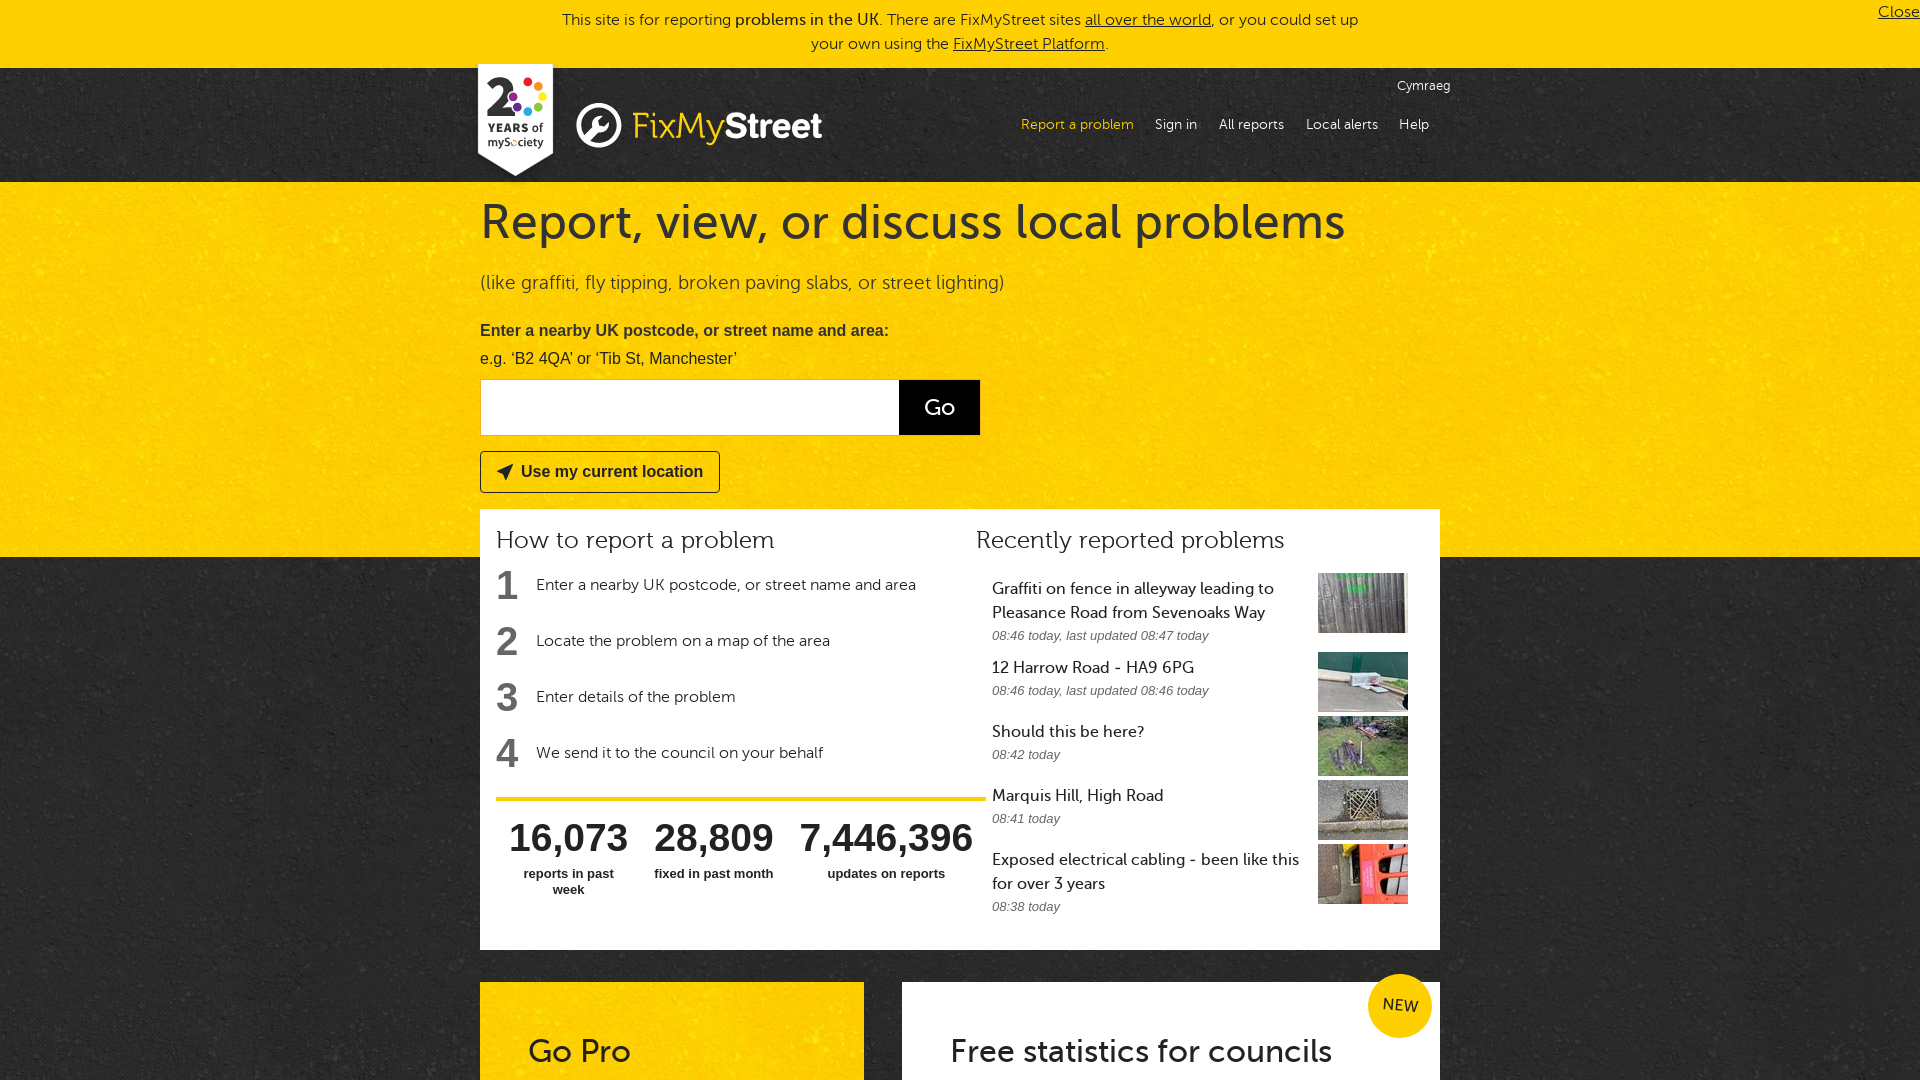 This site is for reporting problems in the UK. There are FixMyStreet sites all over the world, or you could set up
your own using the FixMyStreet Platform.
Close
20
YEARS of
mySociety
FixMyStreet
Cymraeg
Report a problem
Sign in
All reports
Local alerts
Help
Report, view, or discuss local problems
(like graffiti, fly tipping, broken paving slabs, or street lighting)
Enter a nearby UK postcode, or street name and area:
e.g. ‘B2 4QA’ or ‘Tib St, Manchester’
Go
Use my current location
How to report a problem
1 Enter a nearby UK postcode, or street name and area
2 Locate the problem on a map of the area
3 Enter details of the problem
4 We send it to the council on your behalf
16,073
reports in past
week
28,809
fixed in past month
7,446,396
updates on reports
Recently reported problems
Graffiti on fence in alleyway leading to
Pleasance Road from Sevenoaks Way
08:46 today, last updated 08:47 today
12 Harrow Road - HA9 6PG
08:46 today, last updated 08:46 today
Should this be here?
08:42 today
Marquis Hill, High Road
08:41 today
Exposed electrical cabling - been like this
for over 3 years
08:38 today
Go Pro
NEW
Free statistics for councils